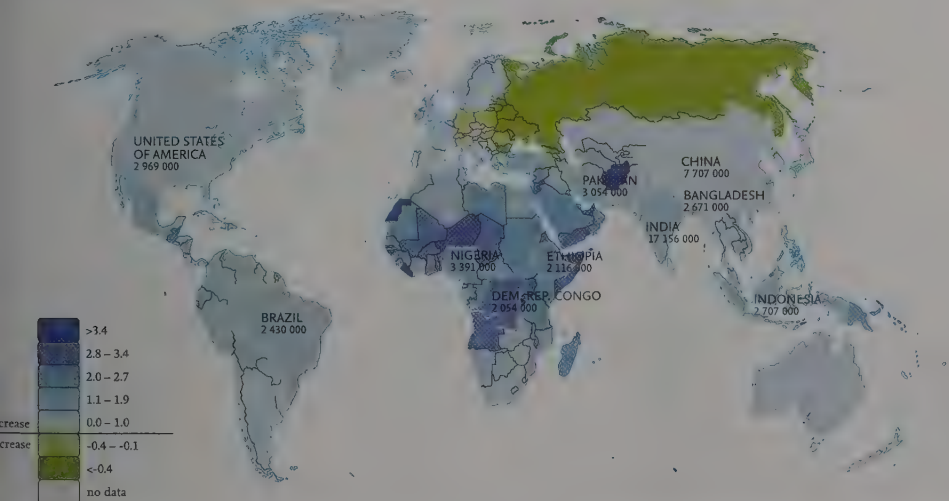 UNITED STATES
OF AMERICA
2 969 000
CHINA
7 707 000
3 054 000
BANGLADESH
2 671 000
INDIA
17 156 000
NIGERIA
3 391 000
ETHIOPIA
2 116 000
DEM. REP. CONGO
2 054 000
INDONESIA
2 707 000
BRAZIL
2 430 000
>3.4
2.8 – 3.4
2.0 – 2.7
1.1 – 1.9
0.0 – 1.0
crease
crease
-0.4 – -0.1
<-0.4
no data